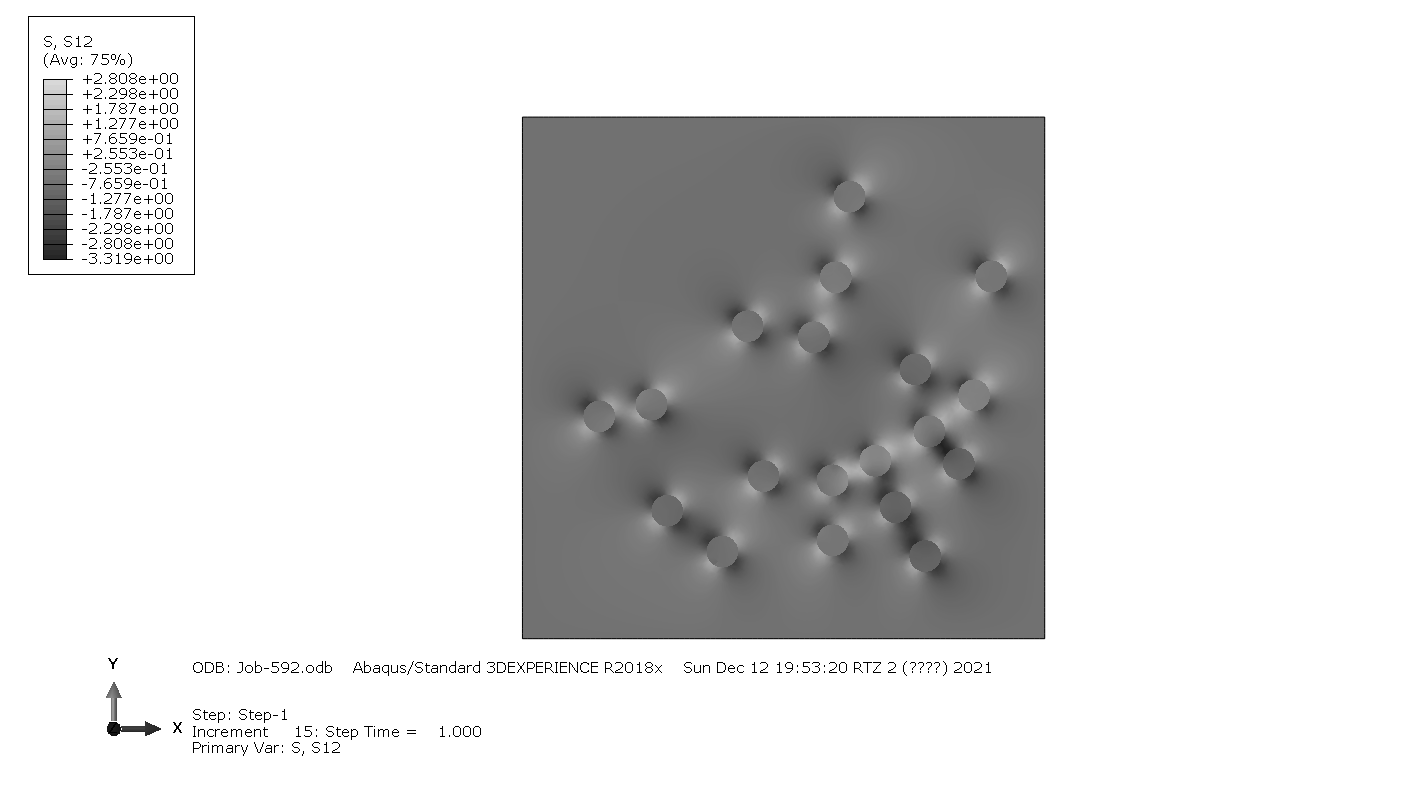 S, S12
(Avg: 75%)
+2.808e+00
+2.298e+00
+1.787e+00
+1.277e+00
+7.659e-01
+2.553e-01
-2.553e-01
-7.659e-01
-1.277e+00
-1.787e+00
-2.298e+00
-2.808e+00
-3.319e+00
Y
X
ODB: Job-592.odb Abaqus/Standard 3DEXPERIENCE R2018x Sun Dec 12 19:53:20 RTZ 2 (????) 2021
Step: Step-1
Increment 15: Step Time = 1.000
Primary Var: S, S12